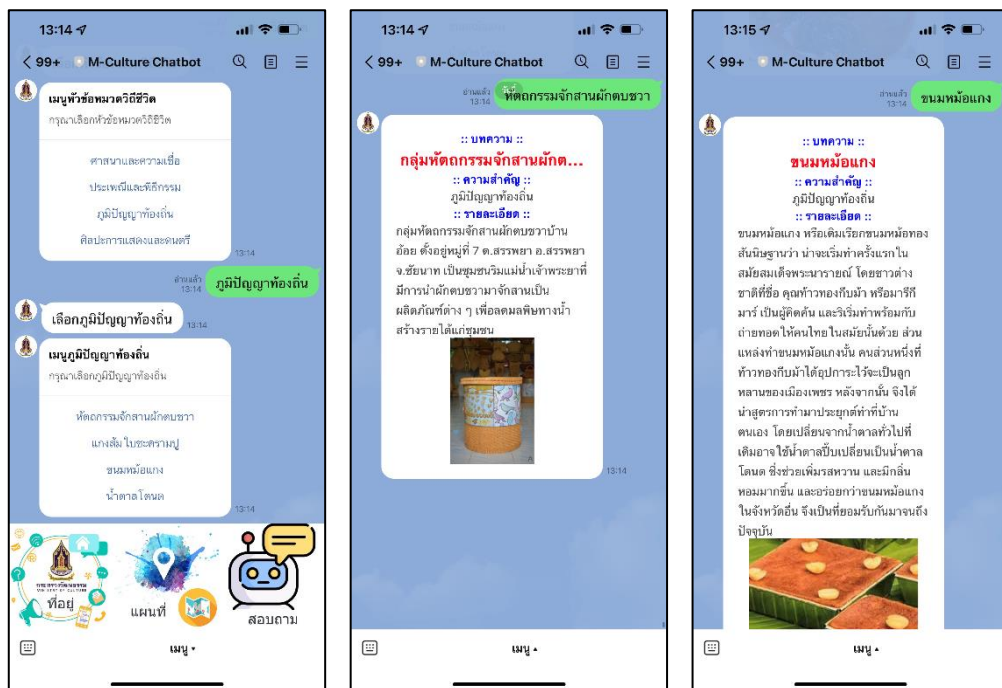 13:14
99+ M-Culture Chatbot
เมนูหัวข้อหมวดวิถีชีวิต
กรุณาเลือกหัวข้อหมวดวิถีชีวิต
ศาสนาและความเชื่อ
ประเพณีและพิธีกรรม
ภูมิปัญญาท้องถิ่น
ศิลปะการแสดงและดนตรี
13:14
อ่านแล้ว
13:14
ภูมิปัญญาท้องถิ่น
เลือกภูมิปัญญาท้องถิ่น
13:14
เมนูภูมิปัญญาท้องถิ่น
กรุณาเลือกภูมิปัญญาท้องถิ่น
หัตถกรรมจักสานผักตบชวา
แกงส้ม ใบชะครามปู
ขนมหม้อแกง
น้ำตาลโตนด
13:14
กระทรวงวัฒนธรรม
ที่อยู่
แผนที่
สอบถาม
เมนู
13:14
99+ M-Culture Chatbot
อ่านแล้ว
13:14
หัตถกรรมจักสานผักตบชวา
:: บทความ ::
กลุ่มหัตถกรรมจักสานผักต...
:: ความสำคัญ ::
ภูมิปัญญาท้องถิ่น
:: รายละเอียด ::
กลุ่มหัตถกรรมจักสานผักตบชวาบ้าน
อ้อย ตั้งอยู่หมู่ที่ 7 ต.สรรพยา อ.สรรพยา
จ.ชัยนาท เป็นชุมชนริมแม่น้ำเจ้าพระยาที่
มีการนำผักตบชวามาจักสานเป็น
ผลิตภัณฑ์ต่าง ๆ เพื่อลดมลพิษทางน้ำ
สร้างรายได้แก่ชุมชน
13:14
เมนู
13:15
99+ M-Culture Chatbot
อ่านแล้ว
13:14
ขนมหม้อแกง
:: บทความ ::
ขนมหม้อแกง
:: ความสำคัญ ::
ภูมิปัญญาท้องถิ่น
:: รายละเอียด ::
ขนมหม้อแกง หรือเดิมเรียกขนมหม้อทอง
สันนิษฐานว่า น่าจะเริ่มทำครั้งแรกใน
สมัยสมเด็จพระนารายณ์ โดยชาวต่าง
ชาติที่ชื่อ คุณท้าวทองกีบม้า หรือมารีกี
มาร์ เป็นผู้คิดค้น และริเริ่มทำพร้อมกับ
ถ่ายทอดให้คนไทยในสมัยนั้นด้วย ส่วน
แหล่งทำขนมหม้อแกงนั้น คนส่วนหนึ่งที่
ท้าวทองกีบม้าได้อุปการะไว้จะเป็นลูก
หลานของเมืองเพชร หลังจากนั้น จึงได้
นำสูตรการทำมาประยุกต์ทำที่บ้าน
ตนเอง โดยเปลี่ยนจากน้ำตาลทั่วไปที่
เดิมอาจใช้น้ำตาลปี๊บเปลี่ยนเป็นน้ำตาล
โตนด ซึ่งช่วยเพิ่มรสหวาน และมีกลิ่น
หอมมากขึ้น และอร่อยกว่าขนมหม้อแกง
ในจังหวัดอื่น จึงเป็นที่ยอมรับกันมาจนถึง
ปัจจุบัน
เมนู